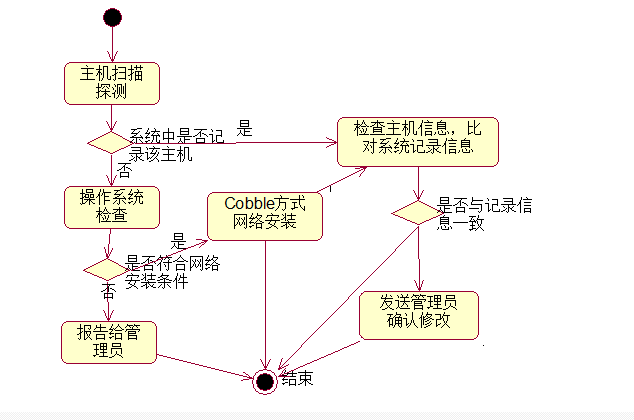 主机扫描
探测
系统中是否记
录该主机
是
检查主机信息，比
对系统记录信息
否
操作系统
检查
Cobble方式
网络安装
是否与记录信
息一致
是
是否符合网络
安装条件
否
发送管理员
确认修改
报告给管
理员
结束